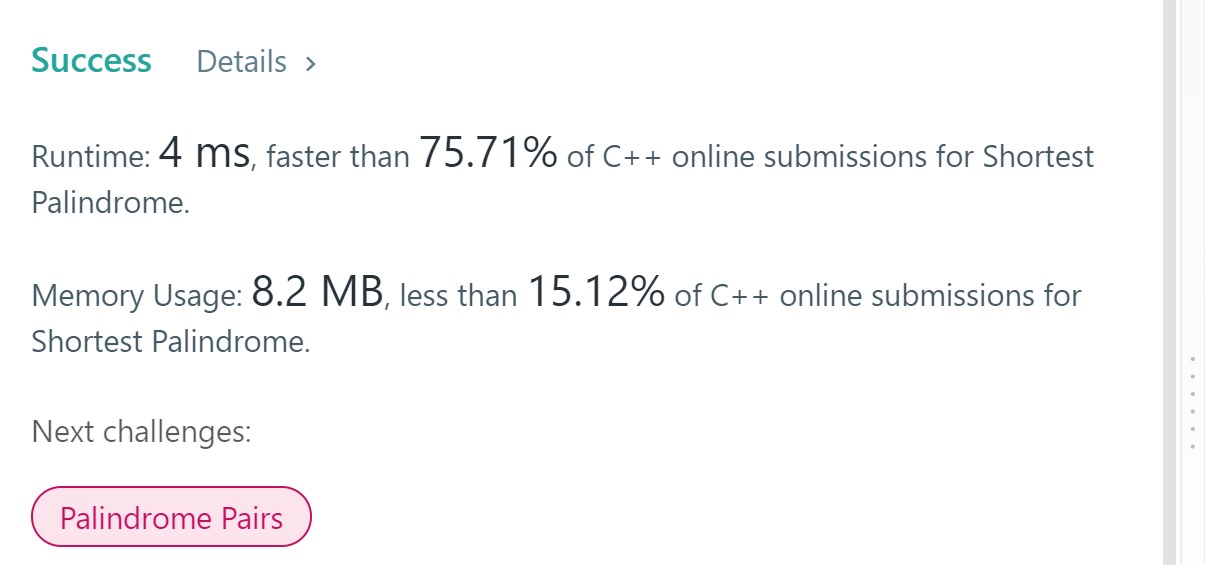 Success Details >
Runtime: 4 ms, faster than 75.71% of C++ online submissions for Shortest
Palindrome.
Memory Usage: 8.2 MB, less than 15.12% of C++ online submissions for
Shortest Palindrome.
Next challenges:
Palindrome Pairs